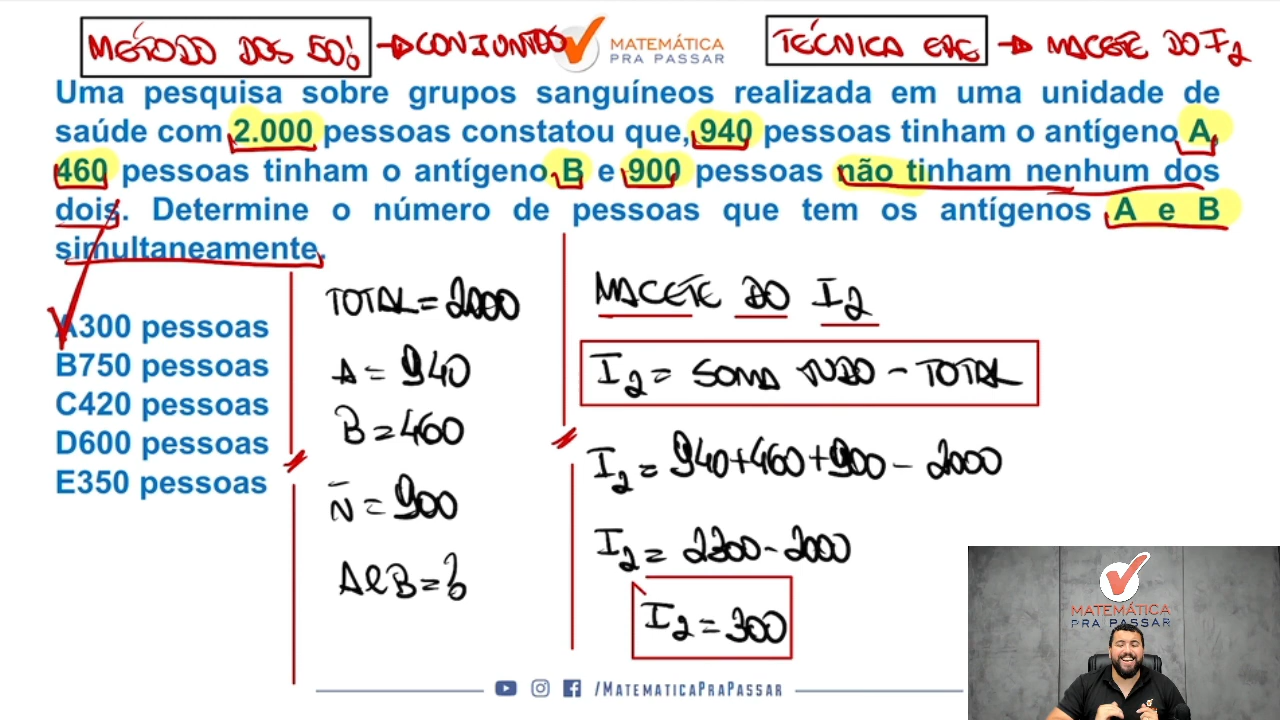 MÉTODO DOS 50! → CONJUNTOS
MATEMÁTICA
PRA PASSAR
TÉCNICA → MACETE DO I2
Uma pesquisa sobre grupos sanguíneos realizada em uma unidade de
saúde com 2.000 pessoas constatou que, 940 pessoas tinham o antígeno A,
460 pessoas tinham o antígeno B e 900 pessoas não tinham nenhum dos
dois. Determine o número de pessoas que tem os antígenos A e B
simultaneamente.
A300 pessoas
B750 pessoas
C420 pessoas
D600 pessoas
E350 pessoas
TOTAL = 2000
A = 940
B = 460
N̄ = 900
A e B = ?
MACETE DO I2
I2 = SOMA TUDO - TOTAL
I2 = 940+460+900 - 2000
I2 = 2300 - 2000
I2 = 300
MATEMÁTICA
PRA PASSAR
/MATEMATICAPRAPASSAR